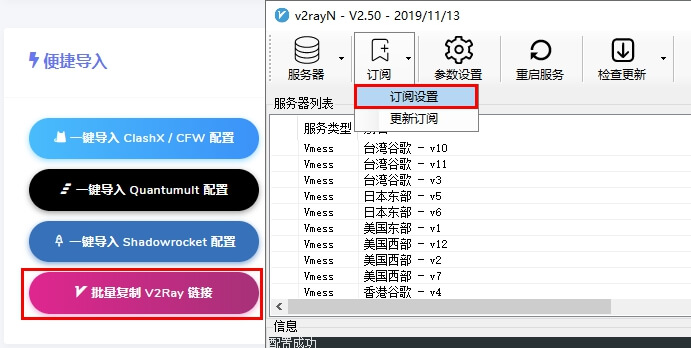 便捷导入
一键导入 ClashX / CFW 配置
一键导入 Quantumult 配置
一键导入 Shadowrocket 配置
批量复制 V2Ray 链接
v2rayN - V2.50 - 2019/11/13
服务器 订阅 参数设置 重启服务 检查更新
订阅设置
更新订阅
服务器列表
服务类型
Vmess 台湾谷歌 - v10
Vmess 台湾谷歌 - v11
Vmess 台湾谷歌 - v3
Vmess 日本东部 - v5
Vmess 日本东部 - v6
Vmess 美国东部 - v1
Vmess 美国西部 - v12
Vmess 美国西部 - v2
Vmess 美国西部 - v7
Vmess 香港谷歌 - v4
信息
配置成功